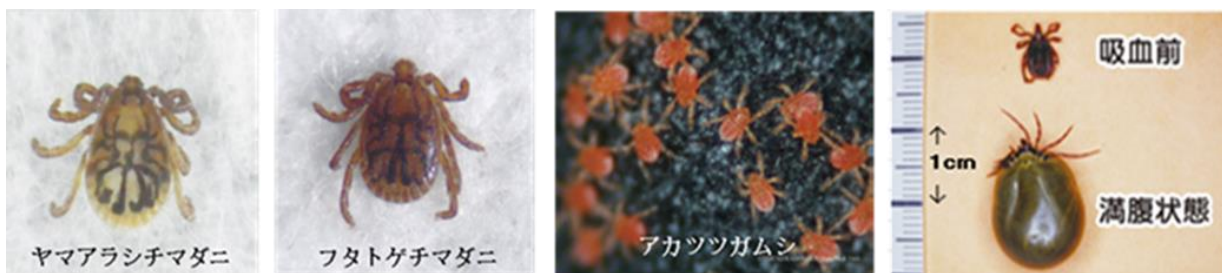 ヤマアラシチマダニ
フタトゲチマダニ
アカツツガムシ
吸血前
1cm
満腹状態